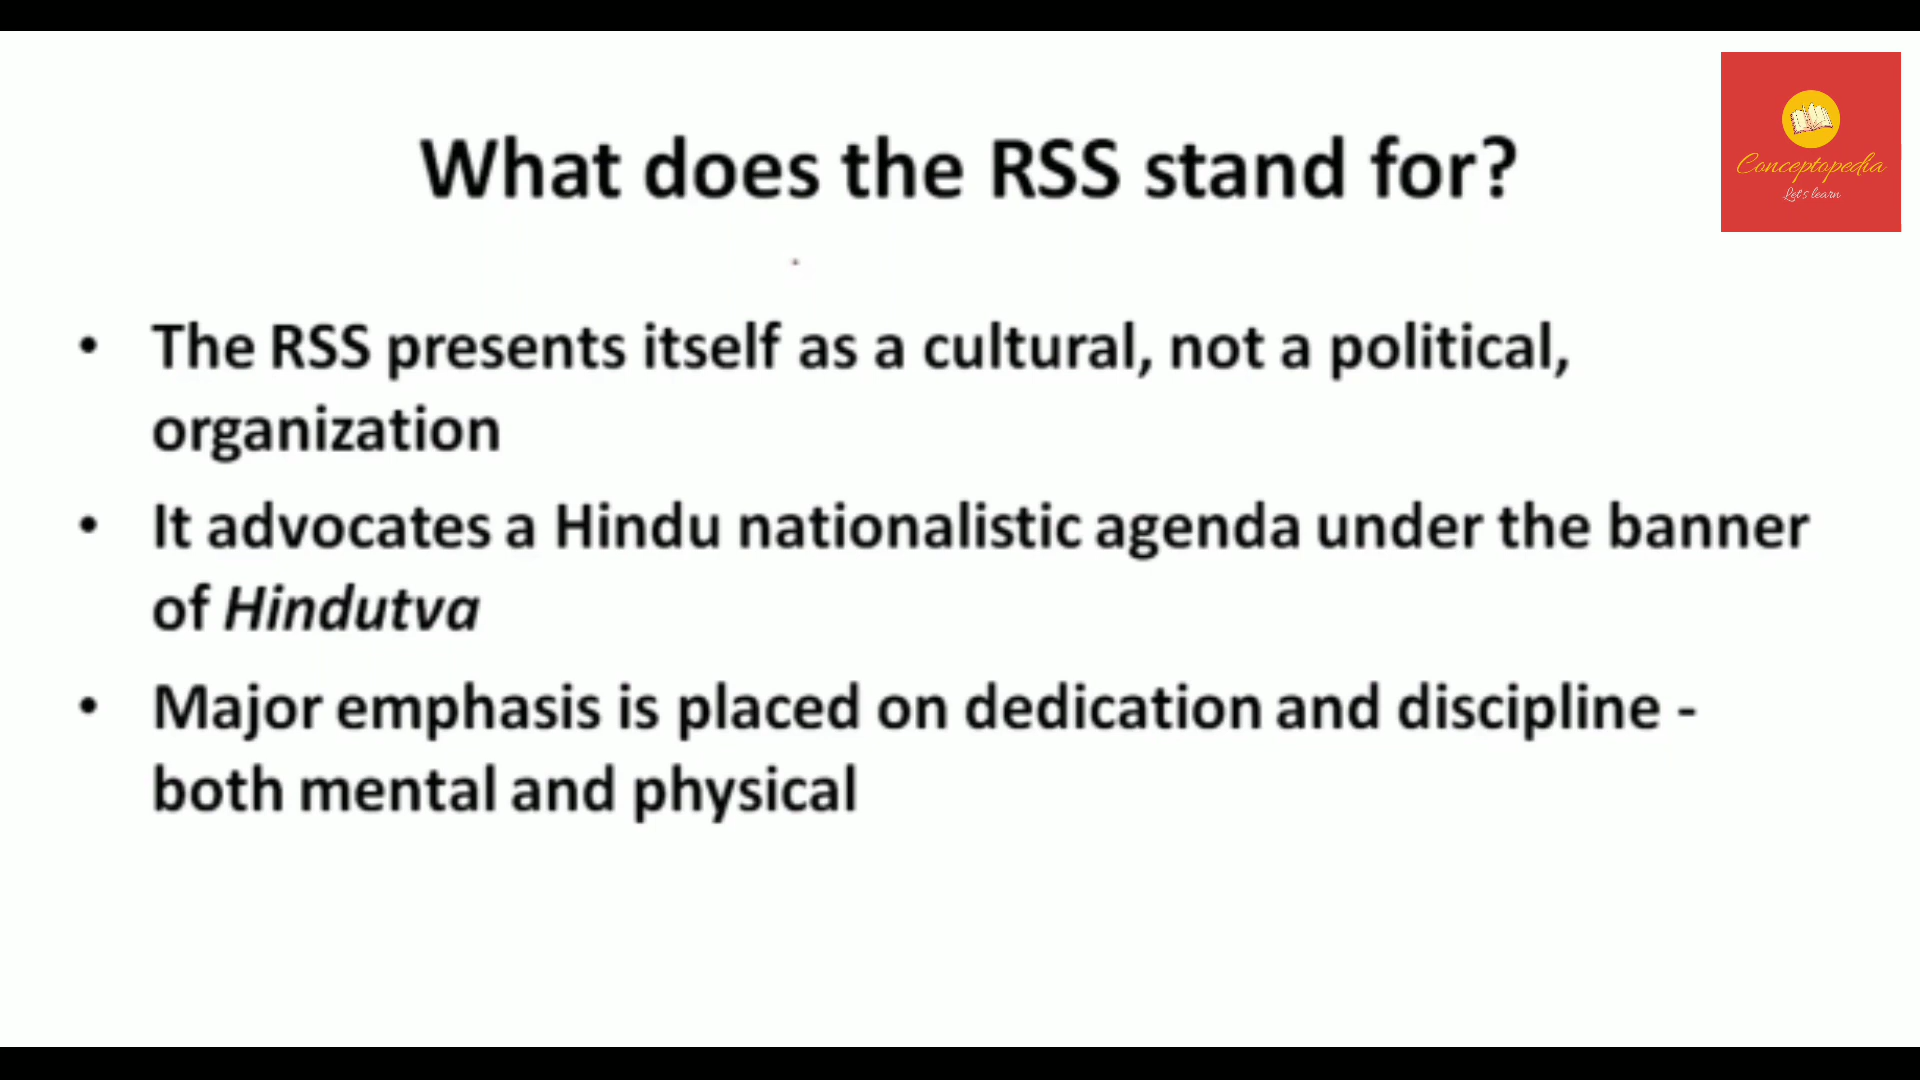 What does the RSS stand for?
• The RSS presents itself as a cultural, not a political,
organization
• It advocates a Hindu nationalistic agenda under the banner
of Hindutva
• Major emphasis is placed on dedication and discipline -
both mental and physical
Conceptopedia
Let's learn